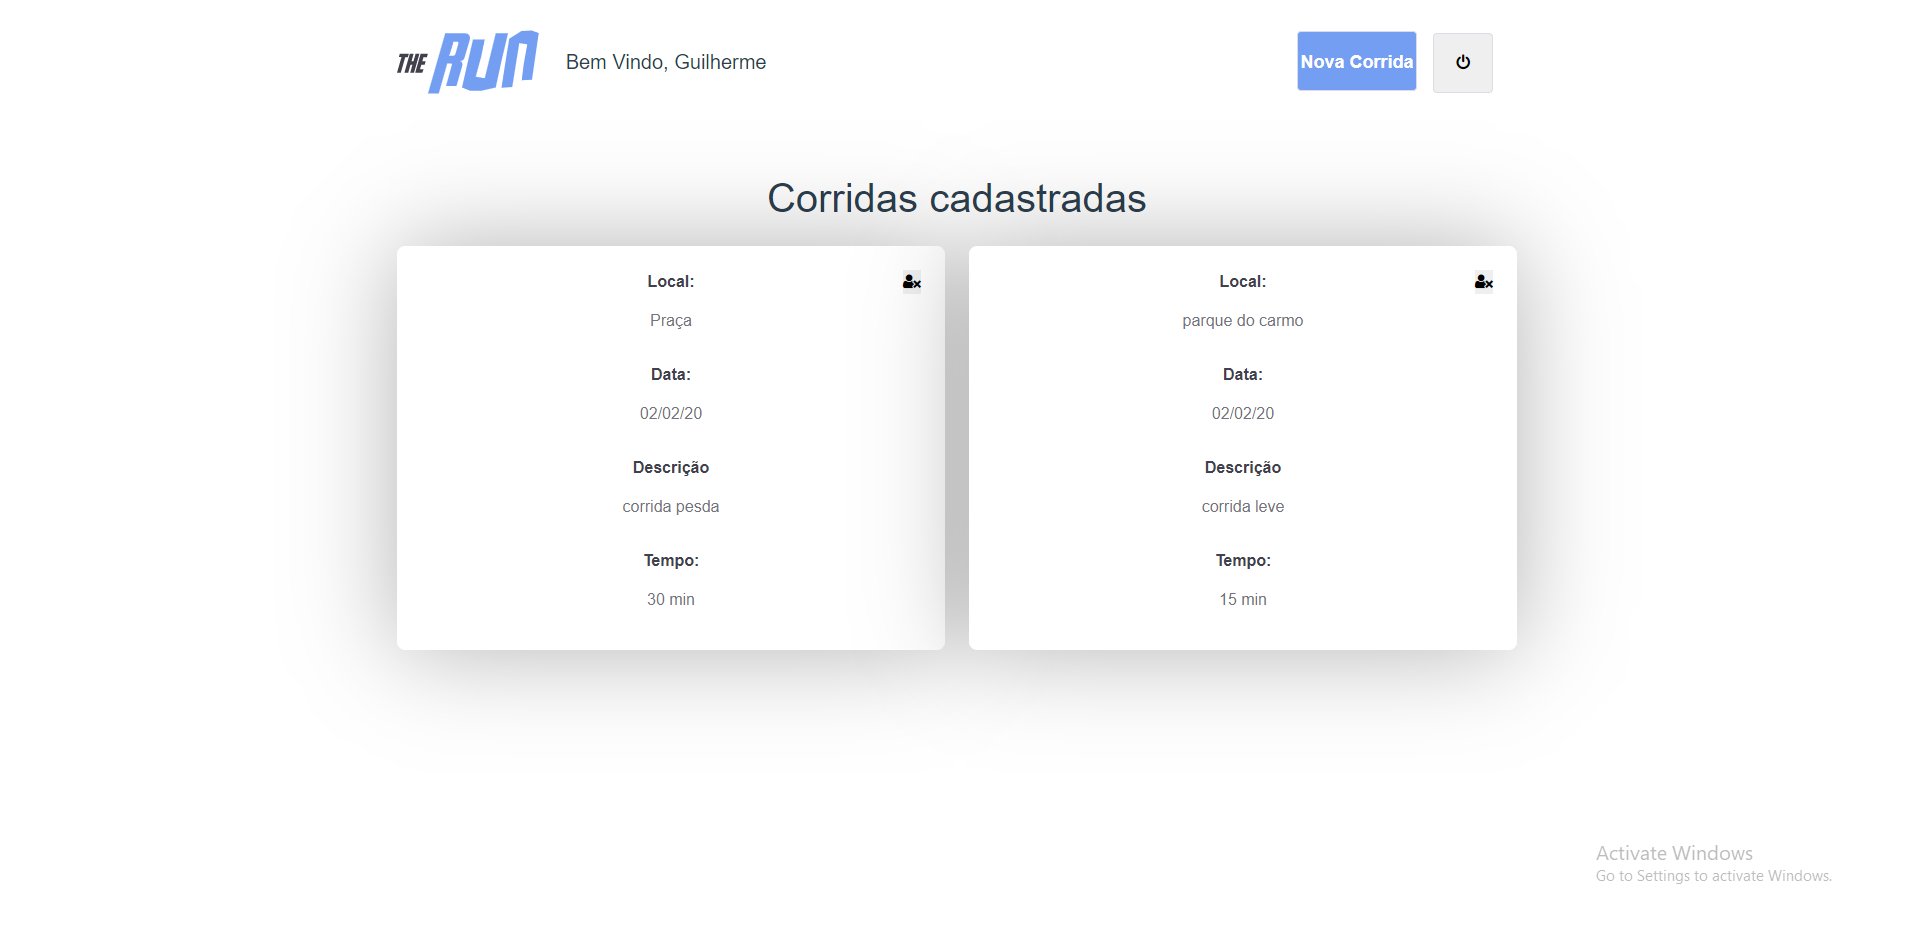 THE RUN
Bem Vindo, Guilherme
Nova Corrida
Corridas cadastradas
Local:
Praça
Data:
02/02/20
Descrição
corrida pesda
Tempo:
30 min
Local:
parque do carmo
Data:
02/02/20
Descrição
corrida leve
Tempo:
15 min
Activate Windows
Go to Settings to activate Windows.